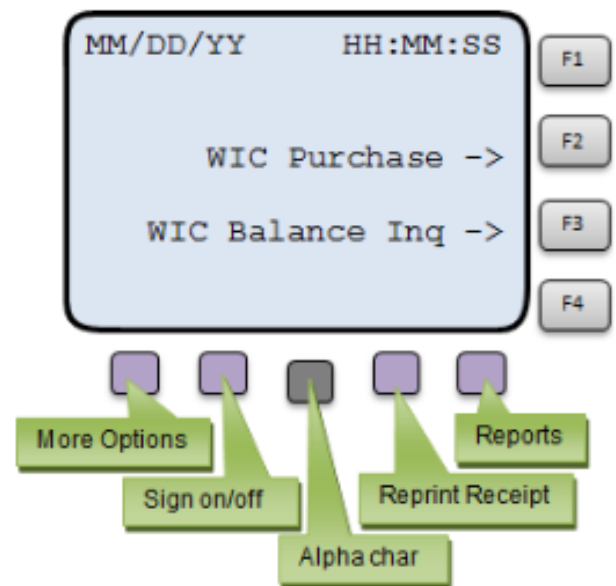 MM/DD/YY HH:MM:SS
F1
WIC Purchase ->
F2
WIC Balance Inq ->
F3
F4
More Options
Sign on/off
Alpha char
Reprint Receipt
Reports